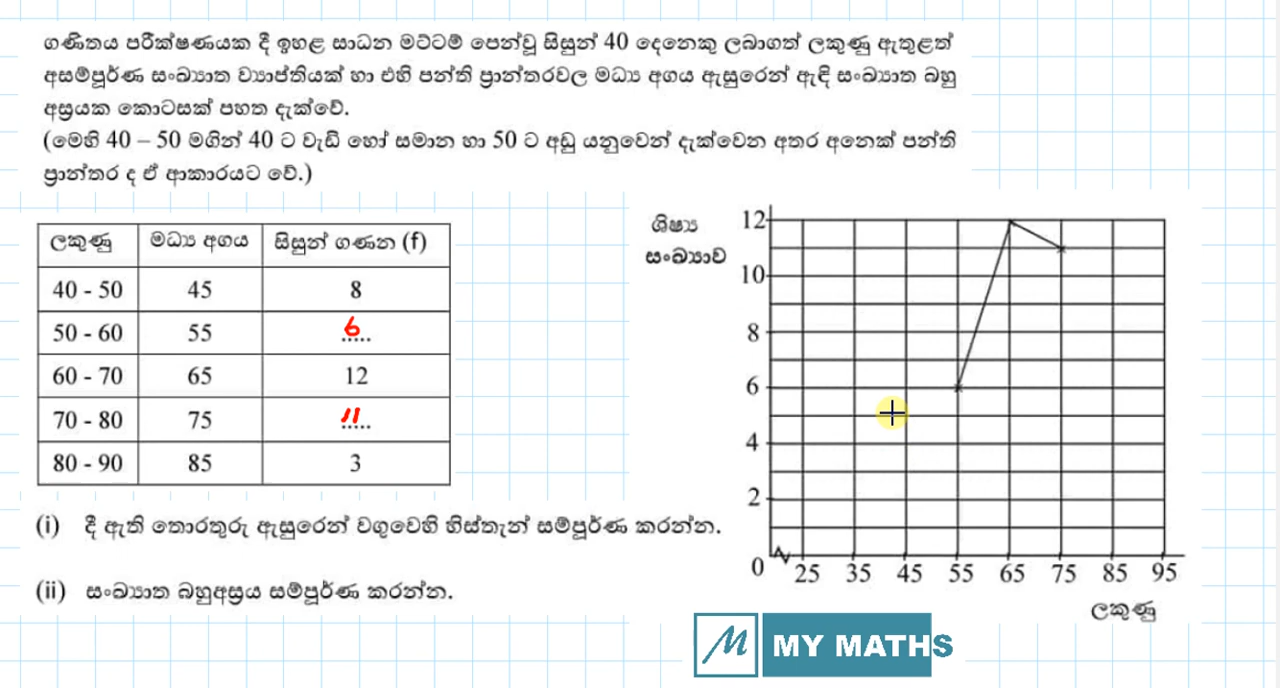 ගණිතය පරීක්ෂණයක දී ඉහළ සාධන මට්ටම් පෙන්වූ සිසුන් 40 දෙනෙකු ලබාගත් ලකුණු ඇතුළත්
අසම්පූර්ණ සංඛ්‍යාත ව්‍යාප්තියක් හා එහි පන්ති ප්‍රාන්තරවල මධ්‍ය අගය ඇසුරෙන් ඇඳි සංඛ්‍යාත බහු
අස්‍රයක කොටසක් පහත දැක්වේ.
(මෙහි 40 – 50 මගින් 40 ට වැඩි හෝ සමාන හා 50 ට අඩු යනුවෙන් දැක්වෙන අතර අනෙක් පන්ති
ප්‍රාන්තර ද ඒ ආකාරයට වේ.)
ලකුණු මධ්‍ය අගය සිසුන් ගණන (f)
40 - 50 45 8
50 - 60 55 6
60 - 70 65 12
70 - 80 75 11
80 - 90 85 3
ශිෂ්‍ය
සංඛ්‍යාව
12
10
8
6
4
2
0
25 35 45 55 65 75 85 95
ලකුණු
(i) දී ඇති තොරතුරු ඇසුරෙන් වගුවෙහි හිස්තැන් සම්පූර්ණ කරන්න.
(ii) සංඛ්‍යාත බහුඅස්‍රය සම්පූර්ණ කරන්න.
M MY MATHS